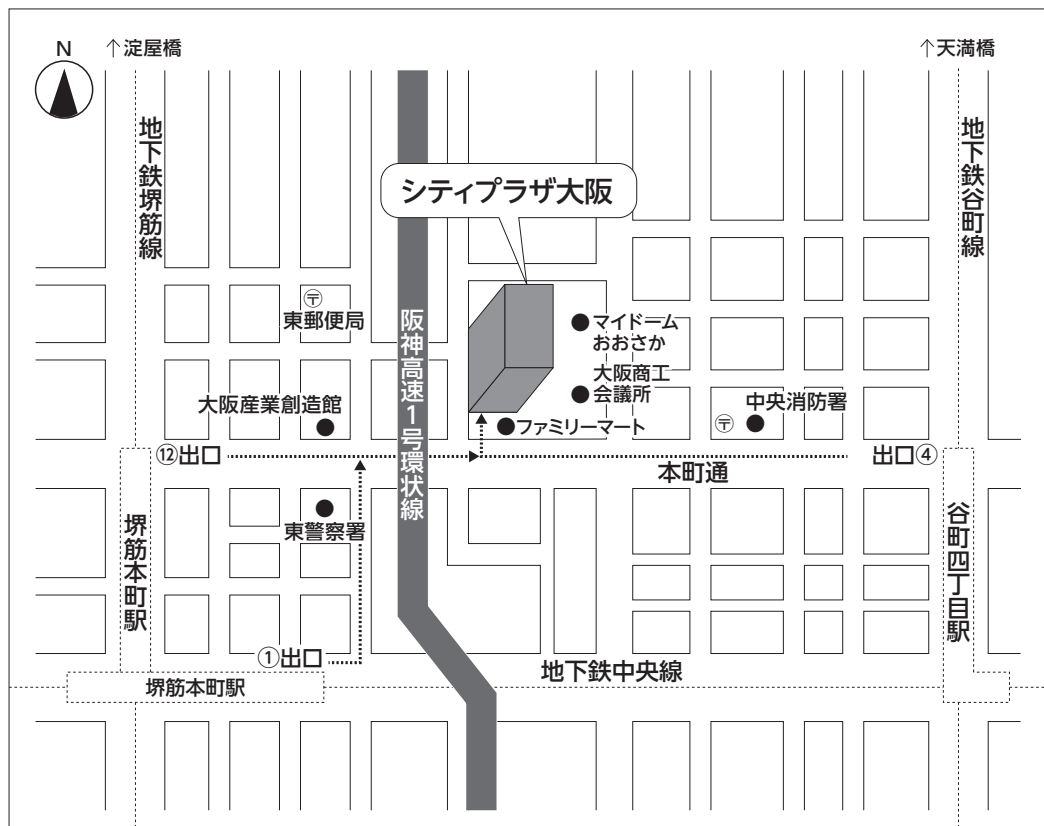 N
↑淀屋橋
↑天満橋
地下鉄堺筋線
地下鉄谷町線
シティプラザ大阪
〒
東郵便局
阪神高速1号環状線
マイドーム
おおさか
大阪商工
会議所
大阪産業創造館
ファミリーマート
中央消防署
〒
⑫出口
本町通
出口④
東警察署
堺筋本町駅
谷町四丁目駅
①出口
地下鉄中央線
堺筋本町駅